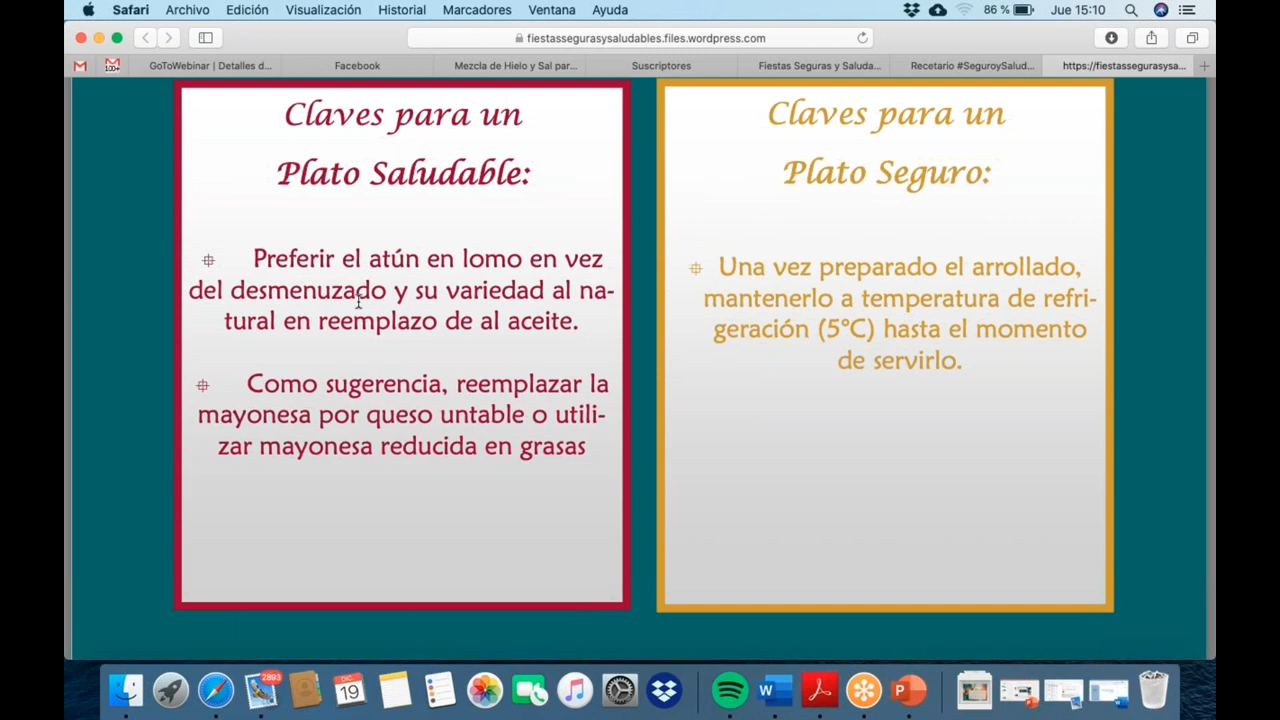 Safari Archivo Edición Visualización Historial Marcadores Ventana Ayuda 86 % Jue 15:10
fiestassegurasysaludables.files.wordpress.com
100+ GoToWebinar | Detalles d... Facebook Mezcla de Hielo y Sal par... Suscriptores Fiestas Seguras y Saluda... Recetario #SeguroySalud... https://fiestassegurasysa...
Claves para un
Plato Saludable:
Preferir el atún en lomo en vez
del desmenuzado y su variedad al na-
tural en reemplazo de al aceite.
Como sugerencia, reemplazar la
mayonesa por queso untable o utili-
zar mayonesa reducida en grasas
Claves para un
Plato Seguro:
Una vez preparado el arrollado,
mantenerlo a temperatura de refri-
geración (5°C) hasta el momento
de servirlo.
2893
DIC
19
W
P